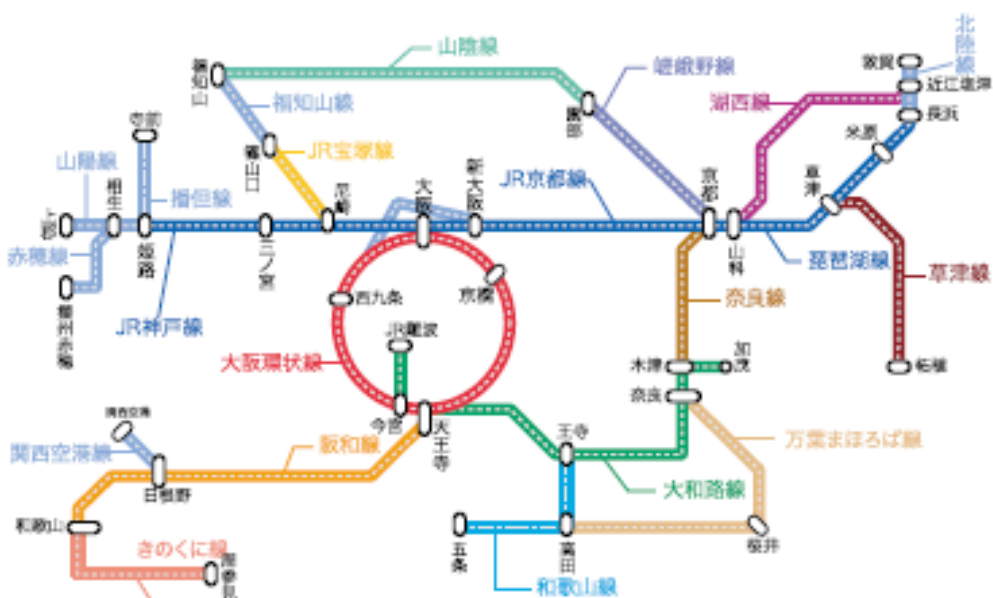 山陰線
嵯峨野線
北陸線
敦賀
近江塩津
長浜
湖西線
福知山
福知山線
園部
米原
篠山口
JR宝塚線
寺前
山陽線
相生
播但線
尼崎
大阪
新大阪
JR京都線
京都
草津
赤穂線
姫路
三ノ宮
山科
琵琶湖線
草津線
JR神戸線
西九条
京橋
奈良線
大阪環状線
JR難波
木津
加茂
柘植
奈良
今宮
天王寺
関西空港
関西空港線
阪和線
王寺
万葉まほろば線
日根野
大和路線
和歌山
五条
高田
桜井
きのくに線
和歌山線